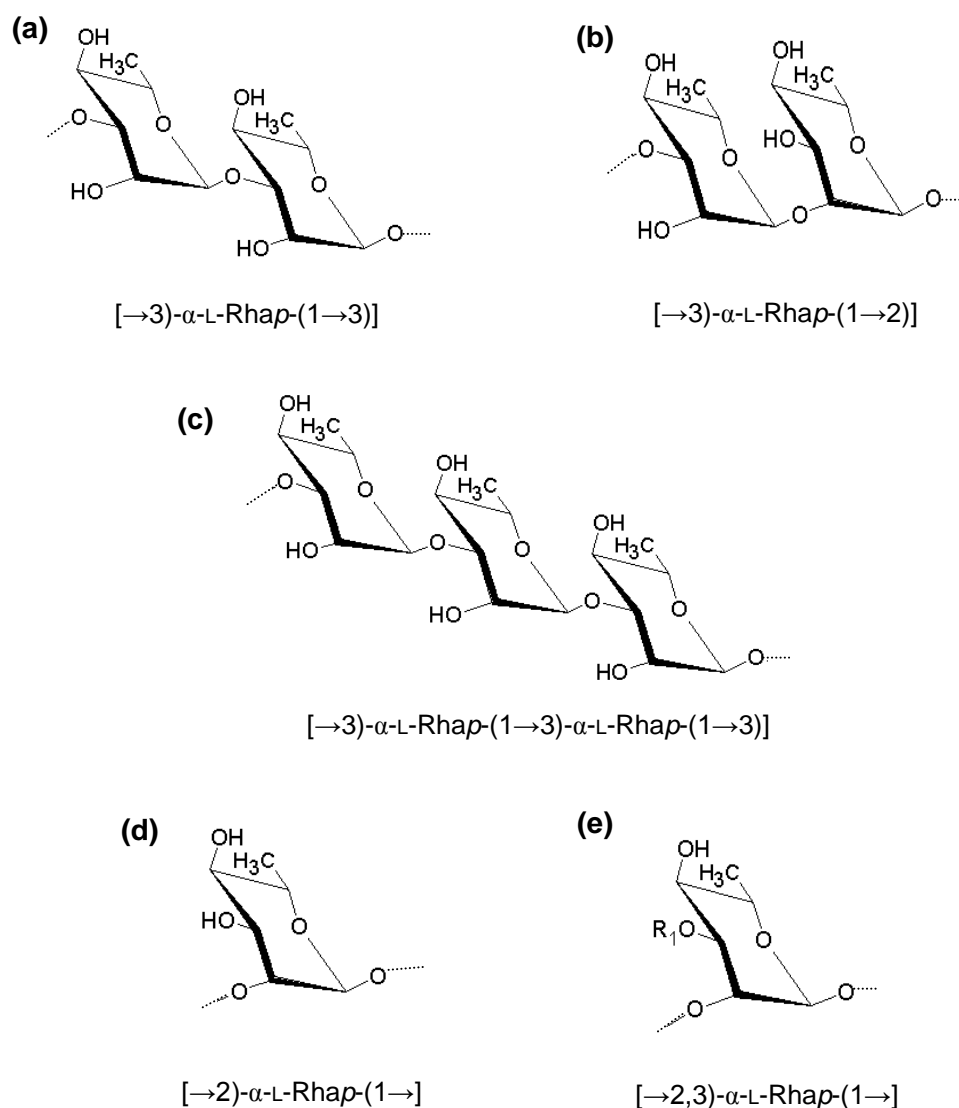 (a)
OH
H3C
OH
O
O
H3C
HO
O
O
HO
O
[→3)-α-L-Rhap-(1→3)]
(b)
OH
OH
H3C
H3C
O
O
HO
O
HO
O
O
[→3)-α-L-Rhap-(1→2)]
(c)
OH
H3C
OH
O
O
H3C
OH
HO
O
O
H3C
HO
O
O
HO
O
[→3)-α-L-Rhap-(1→3)-α-L-Rhap-(1→3)]
(d)
OH
H3C
HO
O
O
O
[→2)-α-L-Rhap-(1→]
(e)
OH
H3C
R1O
O
O
O
[→2,3)-α-L-Rhap-(1→]